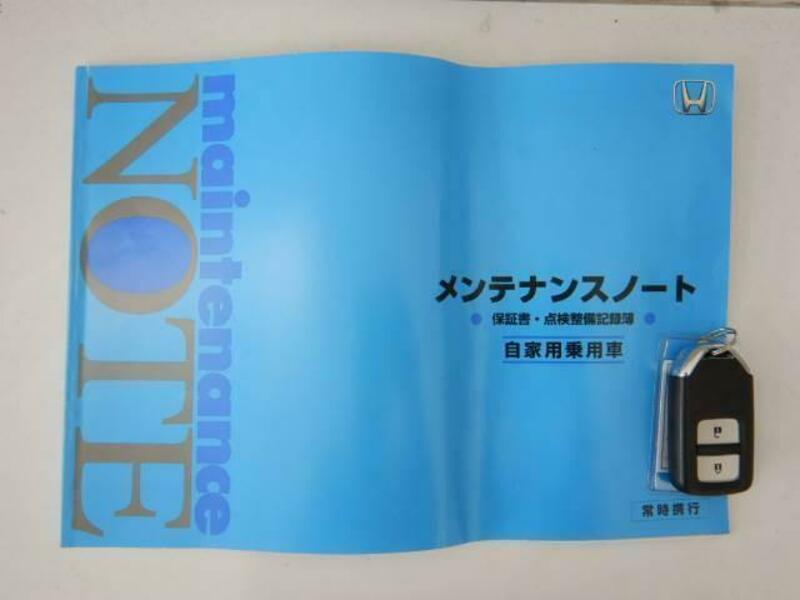 maintenance
NOTE
メンテナンスノート
● 保証書・点検整備記録簿 ●
自家用乗用車
常時携行